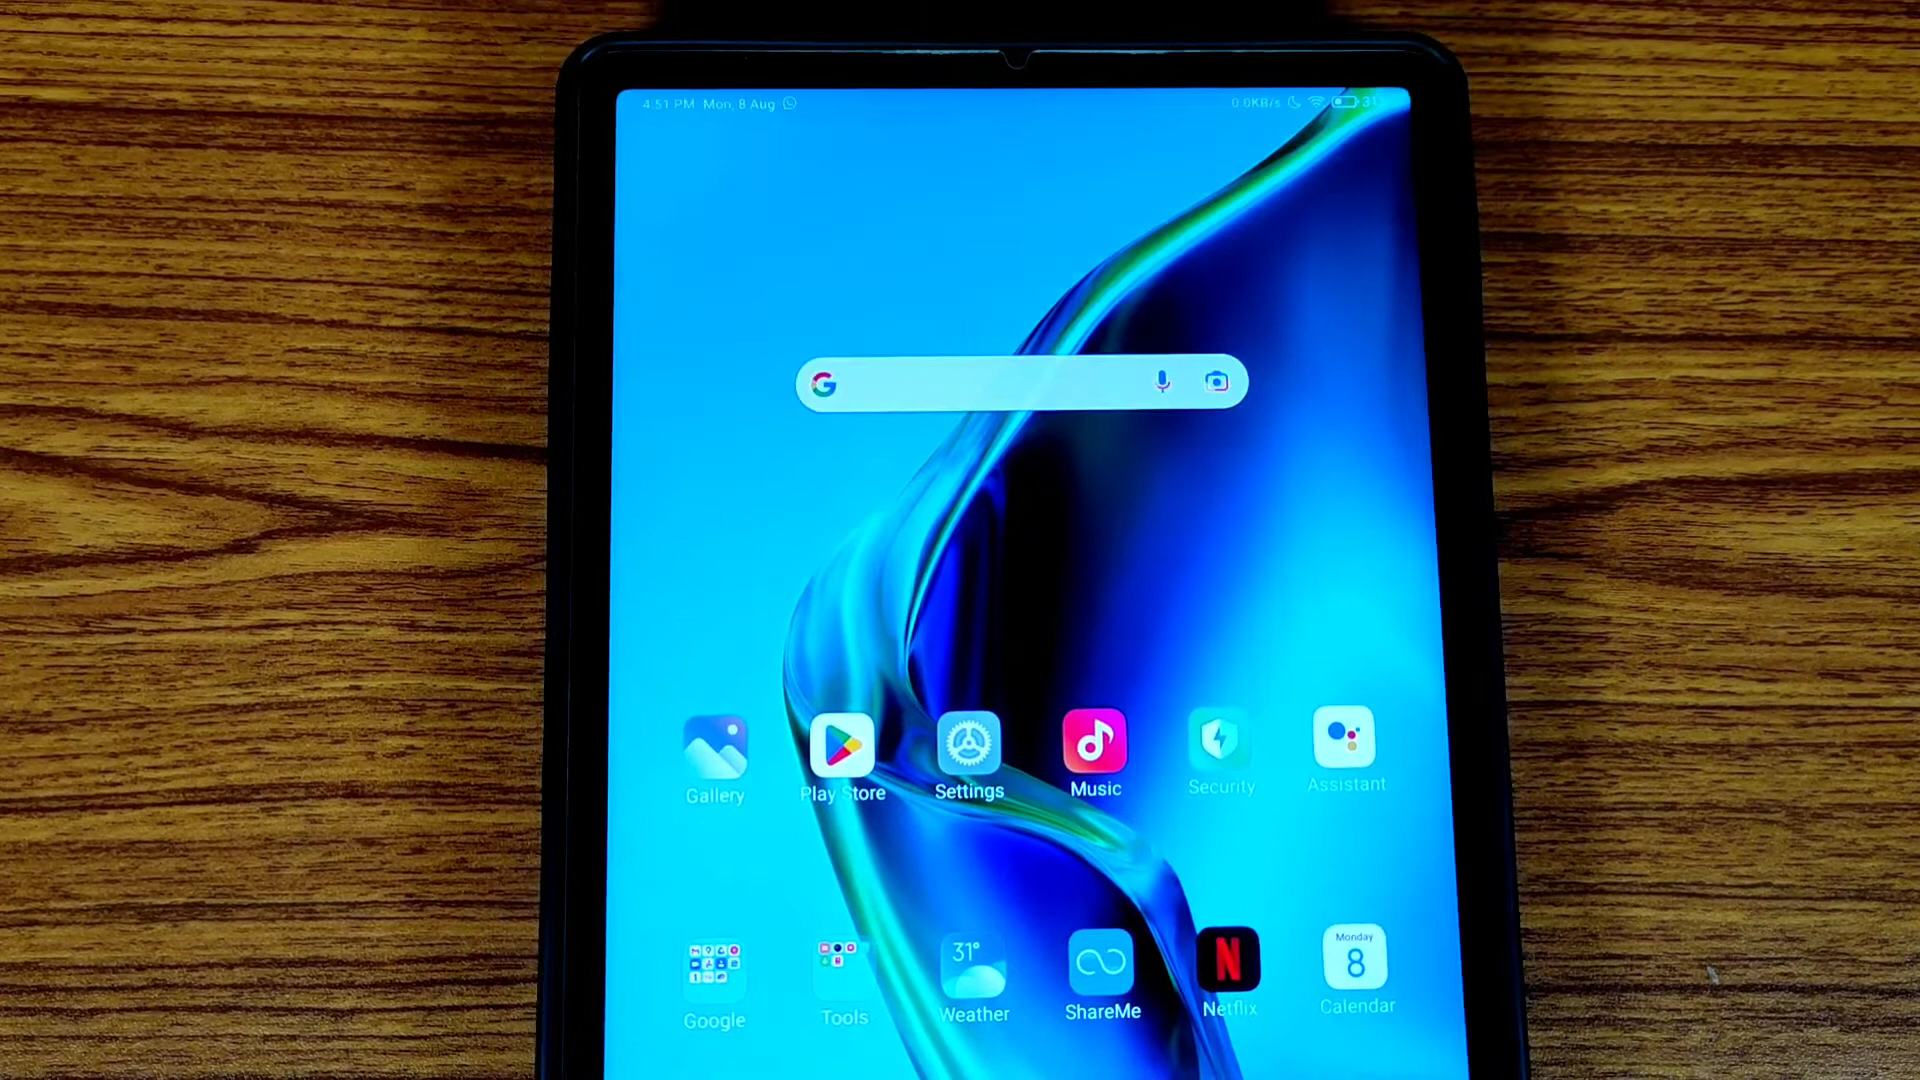 4:51 PM Mon, 8 Aug
0.0KB/s 31
G
Gallery Play Store Settings Music Security Assistant
31°
N
Monday
8
Google Tools Weather ShareMe Netflix Calendar